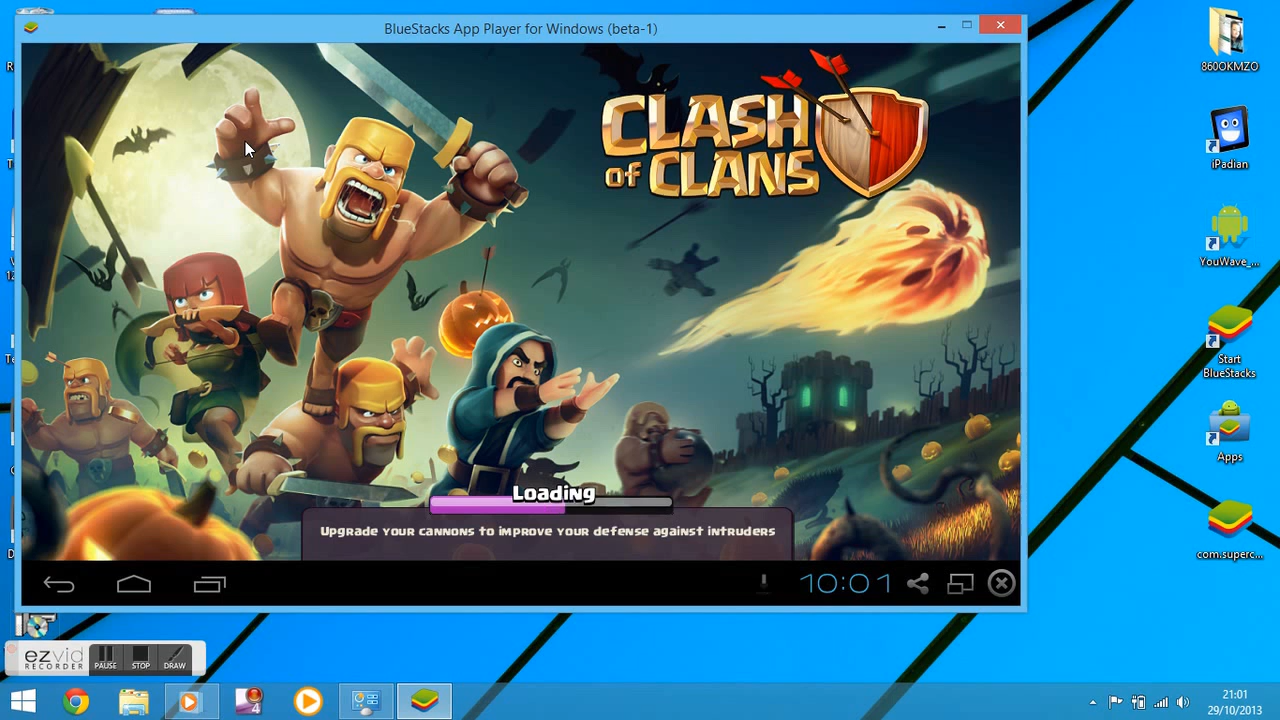 BlueStacks App Player for Windows (beta-1)
CLASH
OF CLANS
Loading
Upgrade your cannons to improve your defense against intruders
10:01
860OKMZO
iPadian
YouWave_...
Start
BlueStacks
Apps
com.superc...
ezvid
RECORDER
PAUSE
STOP
DRAW
4
21:01
29/10/2013